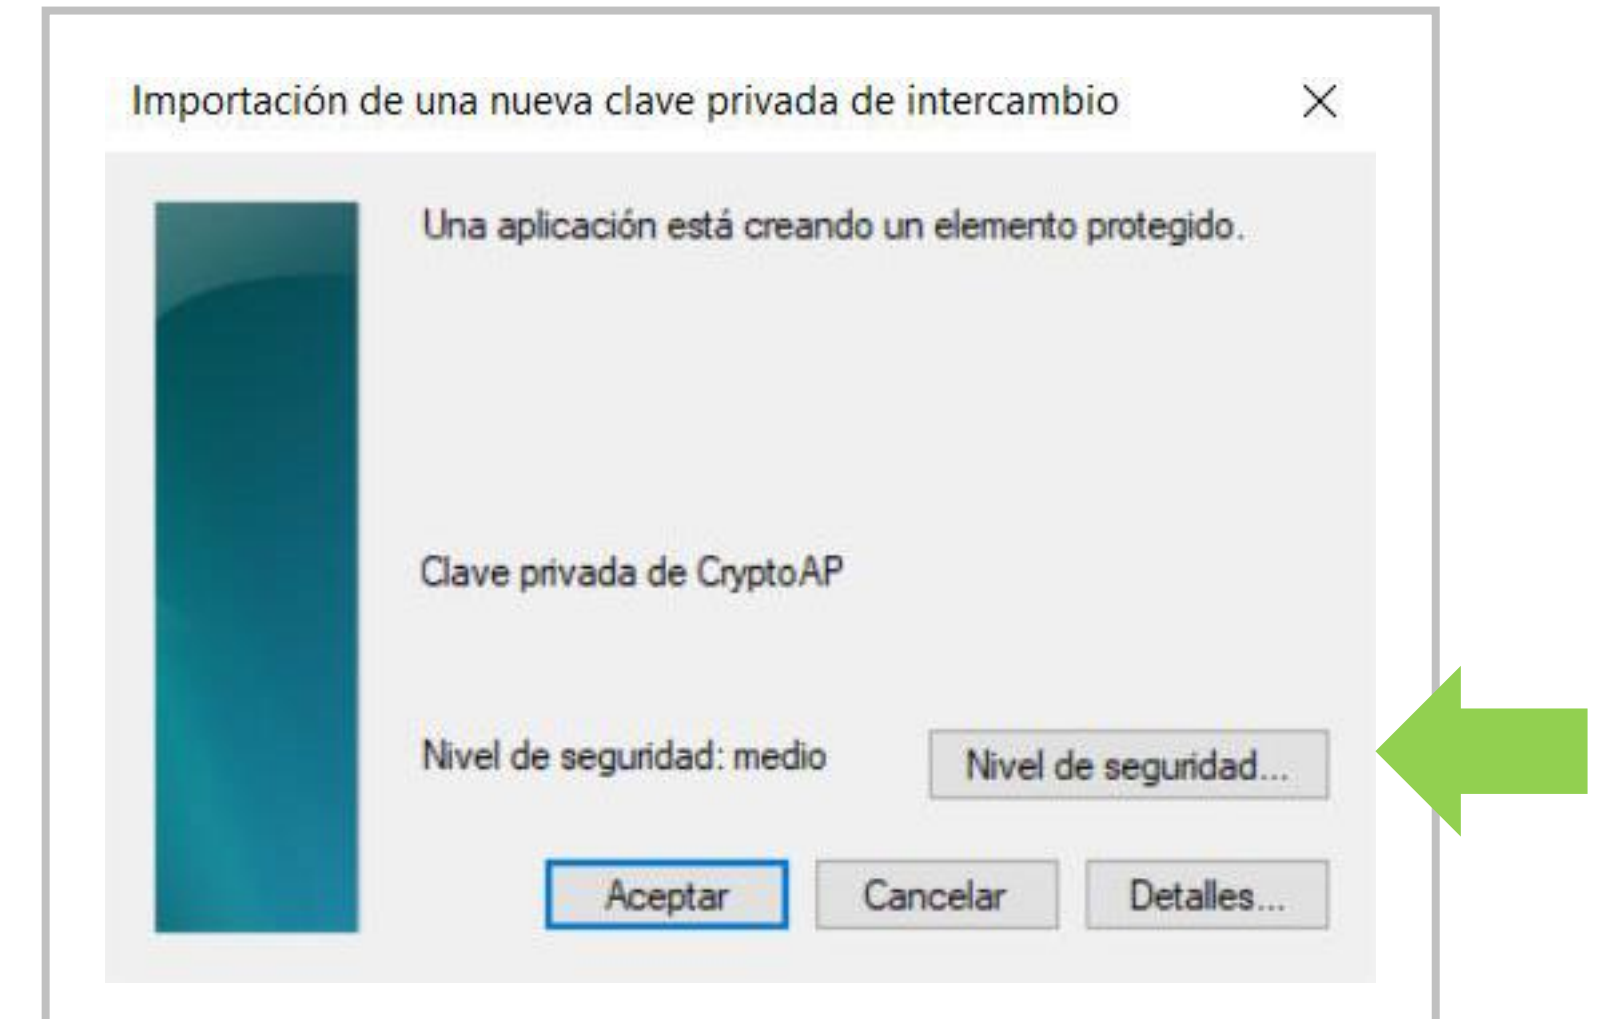 Importación de una nueva clave privada de intercambio
Una aplicación está creando un elemento protegido.
Clave privada de CryptoAP
Nivel de seguridad: medio
Nivel de seguridad...
Aceptar
Cancelar
Detalles...